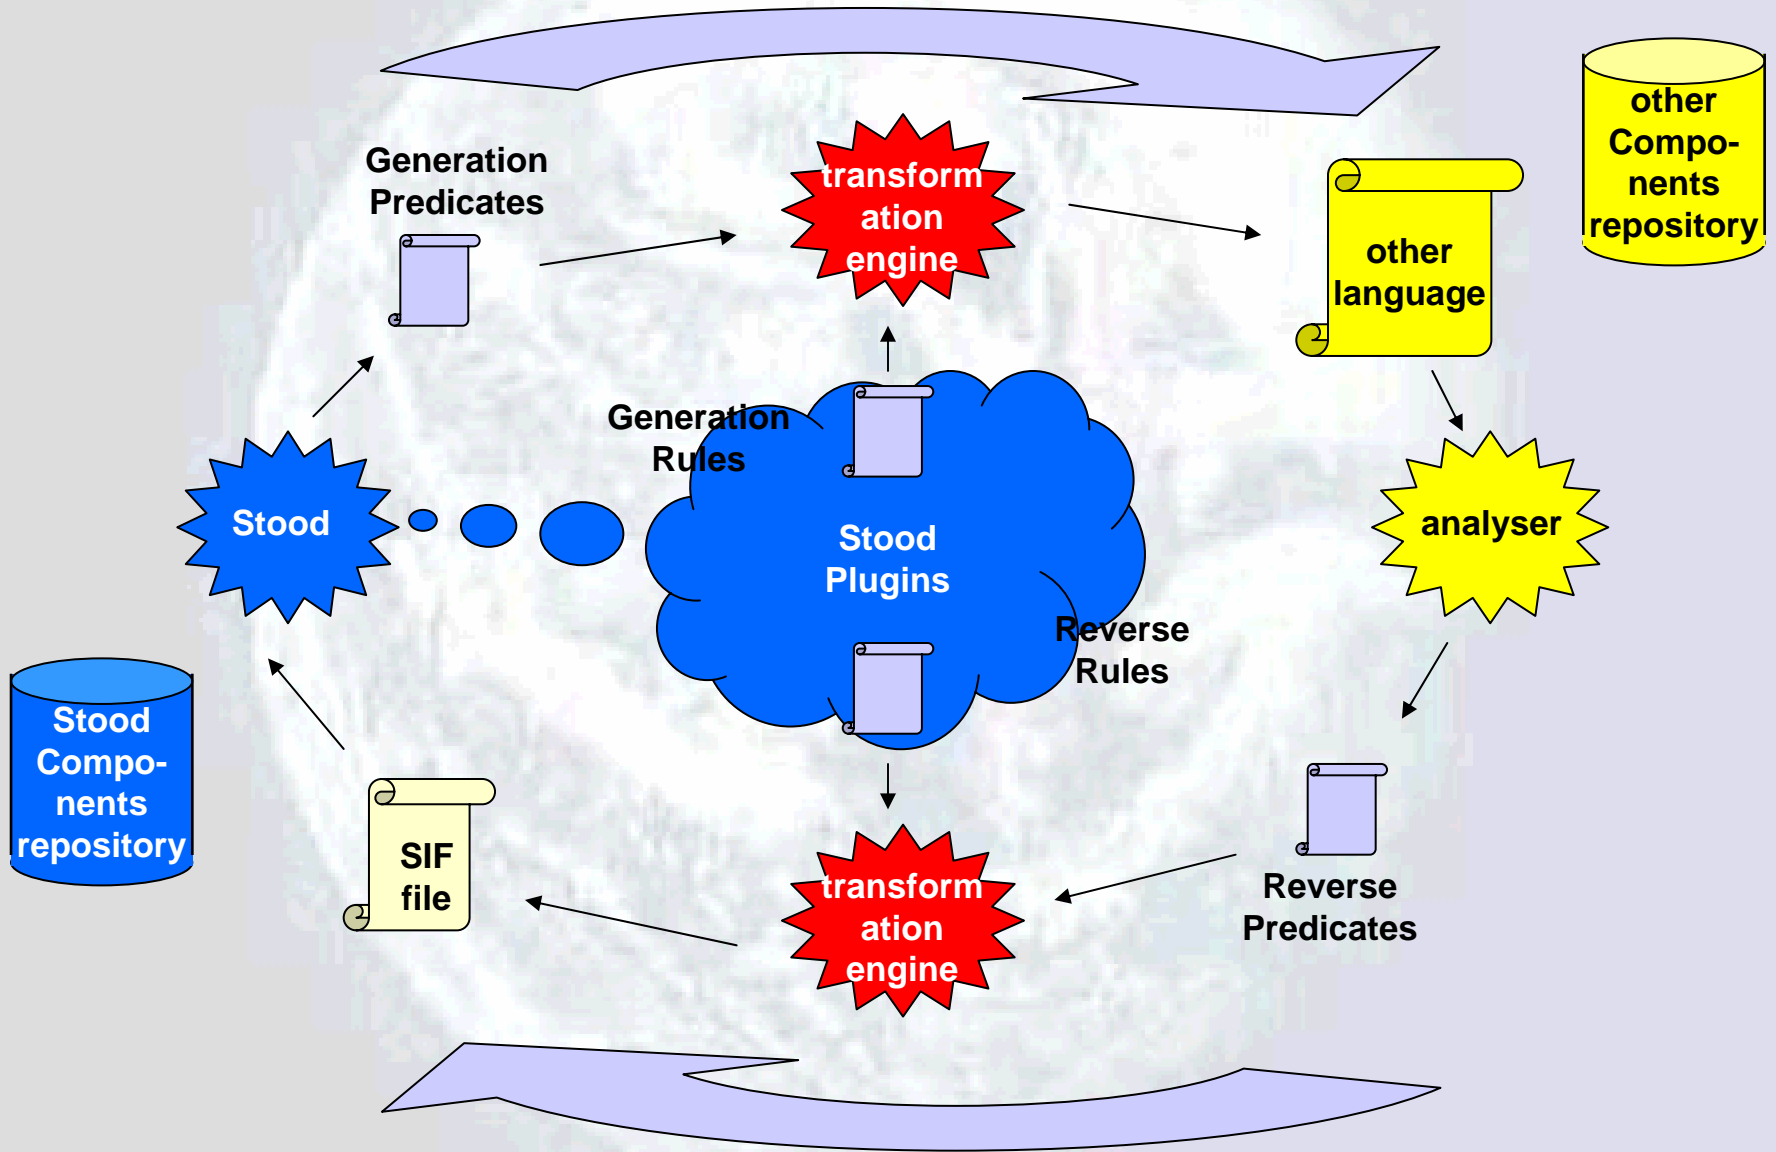 other
Compo-
nents
repository
Generation
Predicates
transform
ation
engine
other
language
Generation
Rules
Stood
Stood
Plugins
analyser
Reverse
Rules
Stood
Compo-
nents
repository
SIF
file
transform
ation
engine
Reverse
Predicates